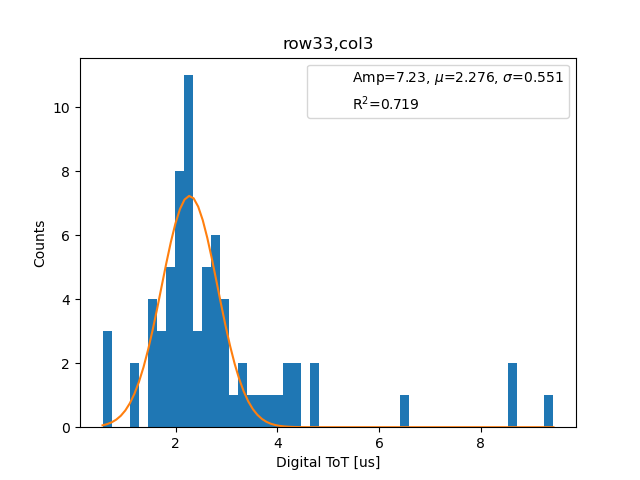 row33,col3
Amp=7.23, μ=2.276, σ=0.551
R²=0.719
Counts
10
8
6
4
2
0
2 4 6 8
Digital ToT [us]